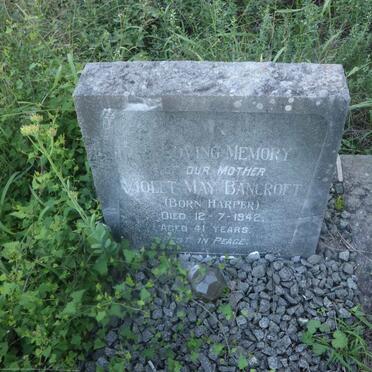 LOVING MEMORY
OF OUR MOTHER
VIOLET MAY BANCROFT
(BORN HARPER)
DIED 12-7-1942.
AGED 41 YEARS.
REST IN PEACE.